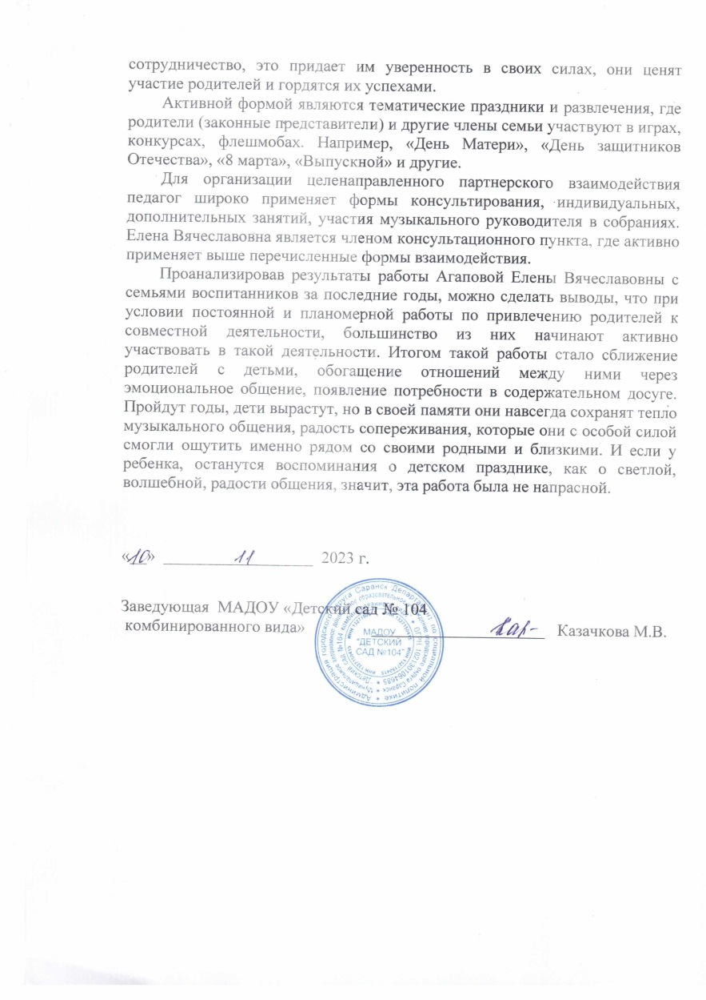 сотрудничество, это придает им уверенность в своих силах, они ценят
участие родителей и гордятся их успехами.
Активной формой являются тематические праздники и развлечения, где
родители (законные представители) и другие члены семьи участвуют в играх,
конкурсах, флешмобах. Например, «День Матери», «День защитников
Отечества», «8 марта», «Выпускной» и другие.
Для организации целенаправленного партнерского взаимодействия
педагог широко применяет формы консультирования, индивидуальных,
дополнительных занятий, участия музыкального руководителя в собраниях.
Елена Вячеславовна является членом консультационного пункта, где активно
применяет выше перечисленные формы взаимодействия.
Проанализировав результаты работы Агаповой Елены Вячеславовны с
семьями воспитанников за последние годы, можно сделать выводы, что при
условии постоянной и планомерной работы по привлечению родителей к
совместной деятельности, большинство из них начинают активно
участвовать в такой деятельности. Итогом такой работы стало сближение
родителей с детьми, обогащение отношений между ними через
эмоциональное общение, появление потребности в содержательном досуге.
Пройдут годы, дети вырастут, но в своей памяти они навсегда сохранят тепло
музыкального общения, радость сопереживания, которые они с особой силой
смогли ощутить именно рядом со своими родными и близкими. И если у
ребенка, останутся воспоминания о детском празднике, как о светлой,
волшебной, радости общения, значит, эта работа была не напрасной.
«10» 11 2023 г.
Заведующая МАДОУ «Детский сад № 104
комбинированного вида» Казачкова М.В.
МАДОУ
"ДЕТСКИЙ
САД №104"
Администрация городского округа Саранск Департамент по социальной политике